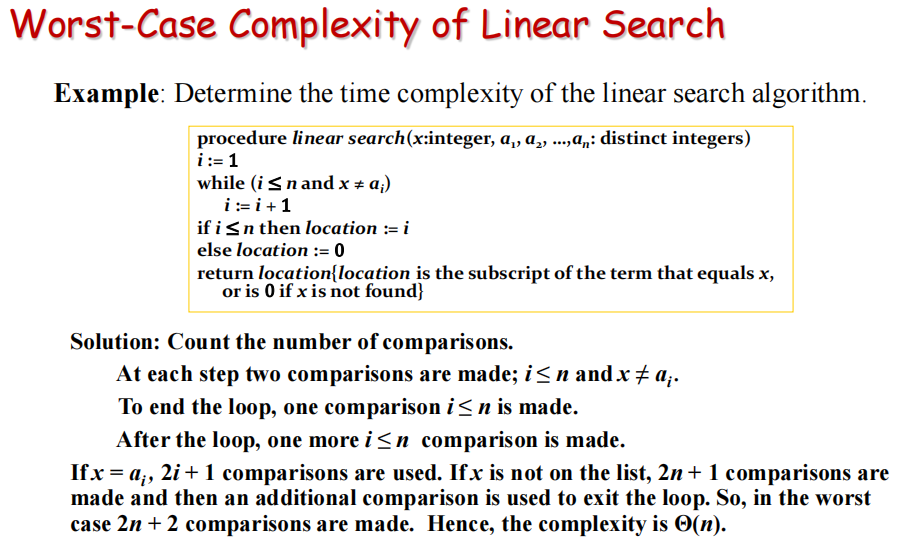 Worst-Case Complexity of Linear Search
Example: Determine the time complexity of the linear search algorithm.
procedure linear search(x:integer, a₁, a₂, ...,aₙ: distinct integers)
i := 1
while (i ≤ n and x ≠ aᵢ)
i := i + 1
if i ≤ n then location := i
else location := 0
return location{location is the subscript of the term that equals x,
or is 0 if x is not found}
Solution: Count the number of comparisons.
At each step two comparisons are made; i ≤ n and x ≠ aᵢ.
To end the loop, one comparison i ≤ n is made.
After the loop, one more i ≤ n comparison is made.
If x = aᵢ, 2i + 1 comparisons are used. If x is not on the list, 2n + 1 comparisons are
made and then an additional comparison is used to exit the loop. So, in the worst
case 2n + 2 comparisons are made. Hence, the complexity is Θ(n).